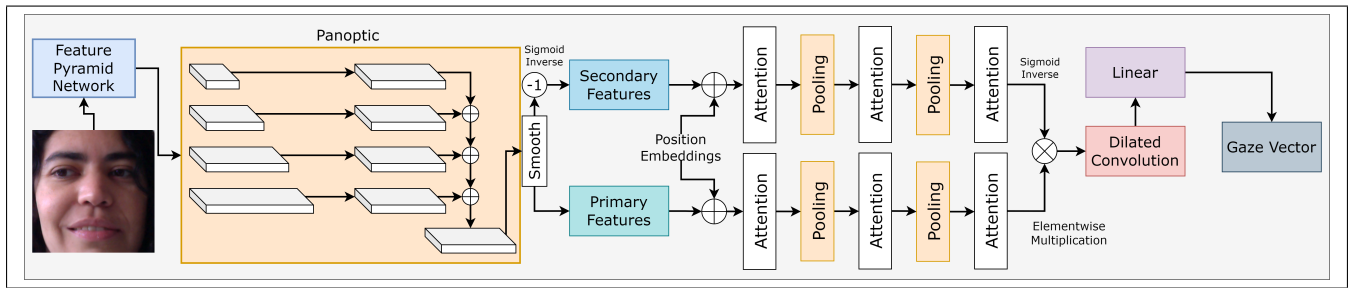 Feature
Pyramid
Network
Panoptic
Sigmoid
Inverse
-1
Smooth
Secondary
Features
Primary
Features
Position
Embeddings
Attention
Pooling
Attention
Pooling
Attention
Attention
Pooling
Attention
Pooling
Attention
Sigmoid
Inverse
Elementwise
Multiplication
Linear
Dilated
Convolution
Gaze Vector